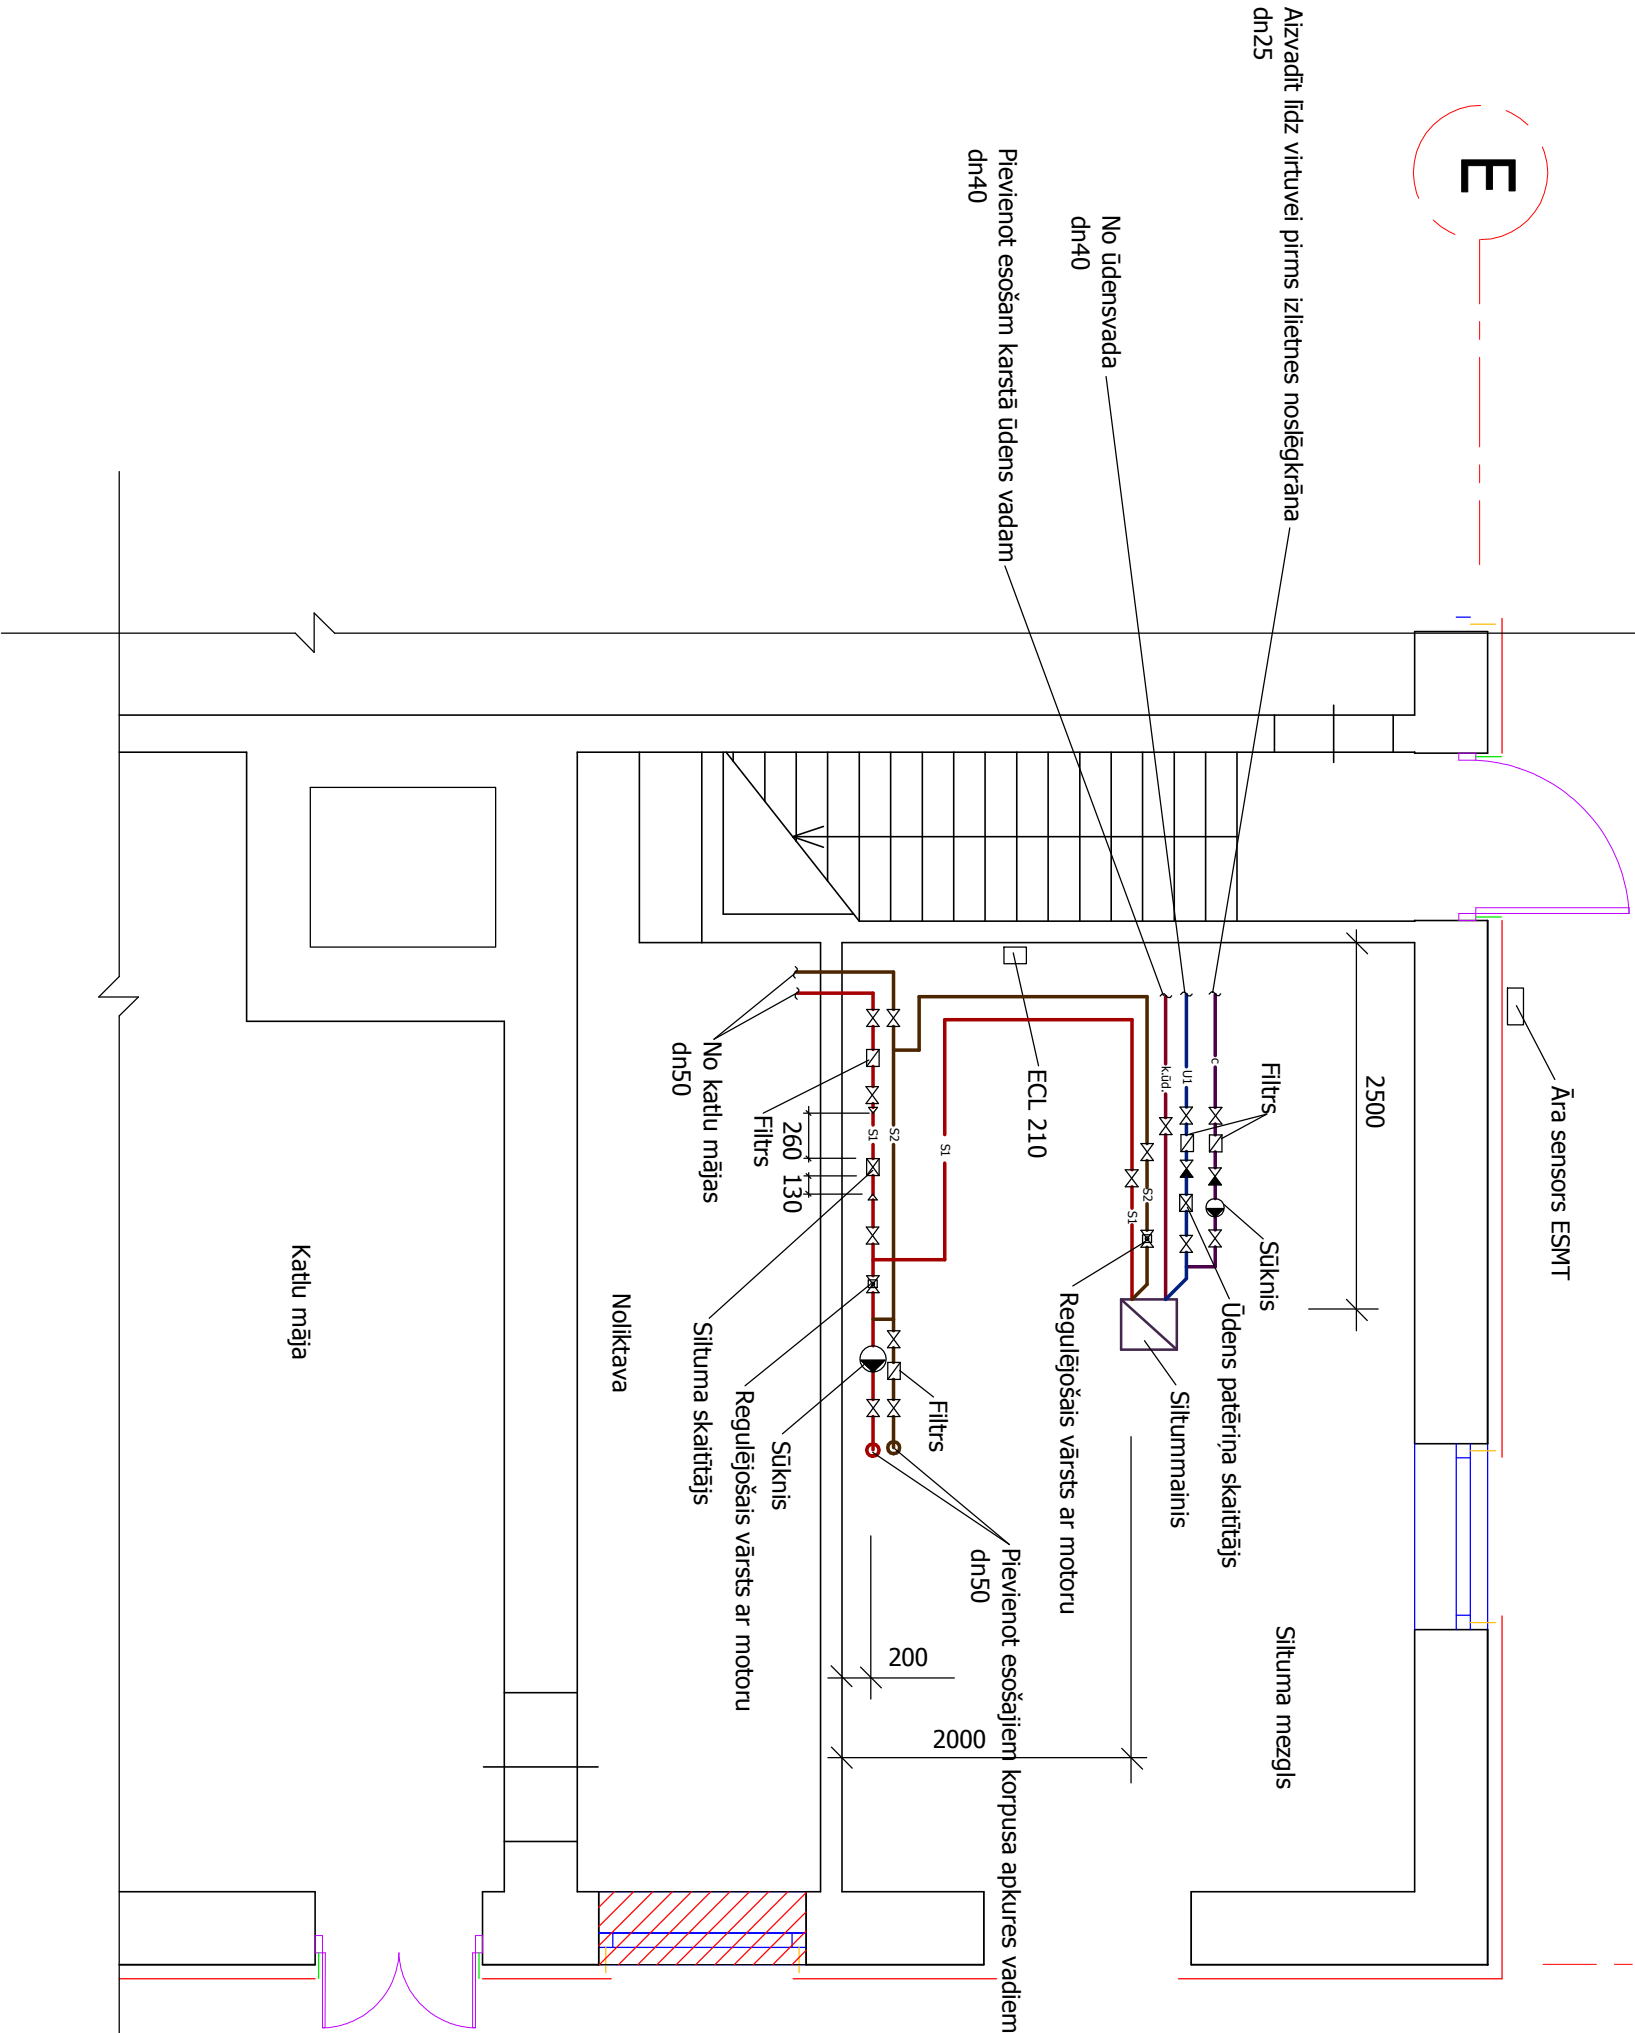 Aizvadīt līdz virtuvei pirms izlietnes noslēgkrāna
dn25
E
No ūdensvada
dn40
Pievienot esošam karstā ūdens vadam
dn40
Āra sensors ESMT
2500
Filtrs
c
U1
k.ūd.
ECL 210
No katlu mājas
dn50
Filtrs
260
130
S1
S2
S1
S2
S1
Sūknis
Ūdens patēriņa skaitītājs
Siltummainis
Regulējošais vārsts ar motoru
Katlu māja
Noliktava
Siltuma skaitītājs
Regulējošais vārsts ar motoru
Sūknis
Filtrs
Pievienot esošajiem korpusa apkures vadiem
dn50
Siltuma mezgls
200
2000